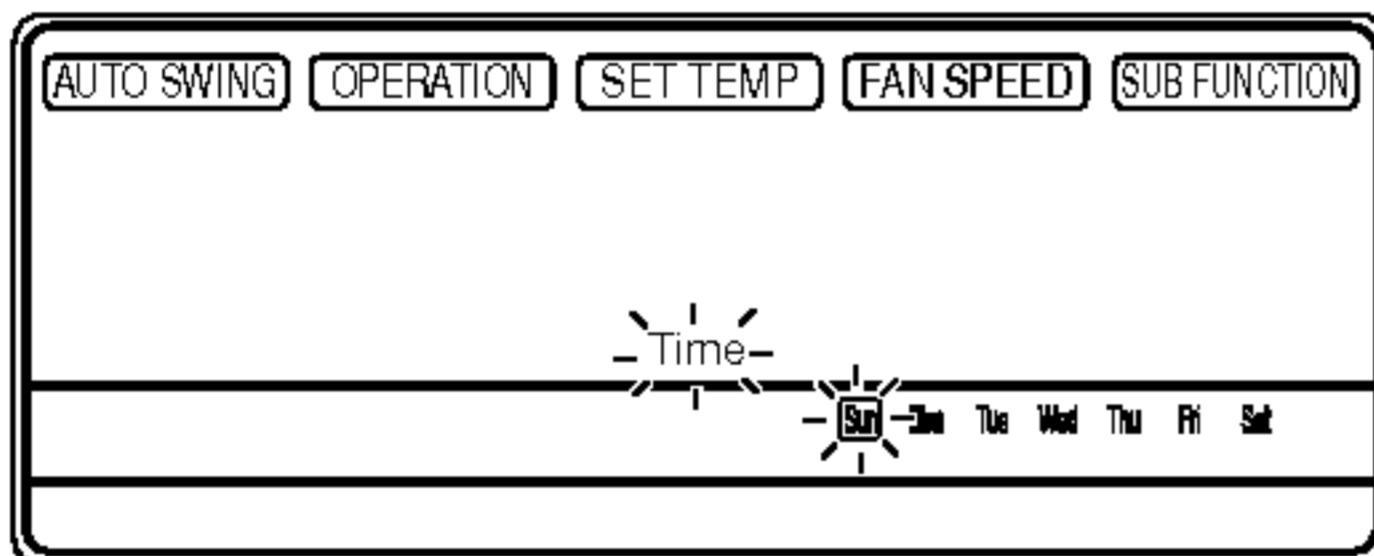 AUTO SWING OPERATION SET TEMP FAN SPEED SUB FUNCTION
Time
Sun Tue Wed Thu Fri Sat